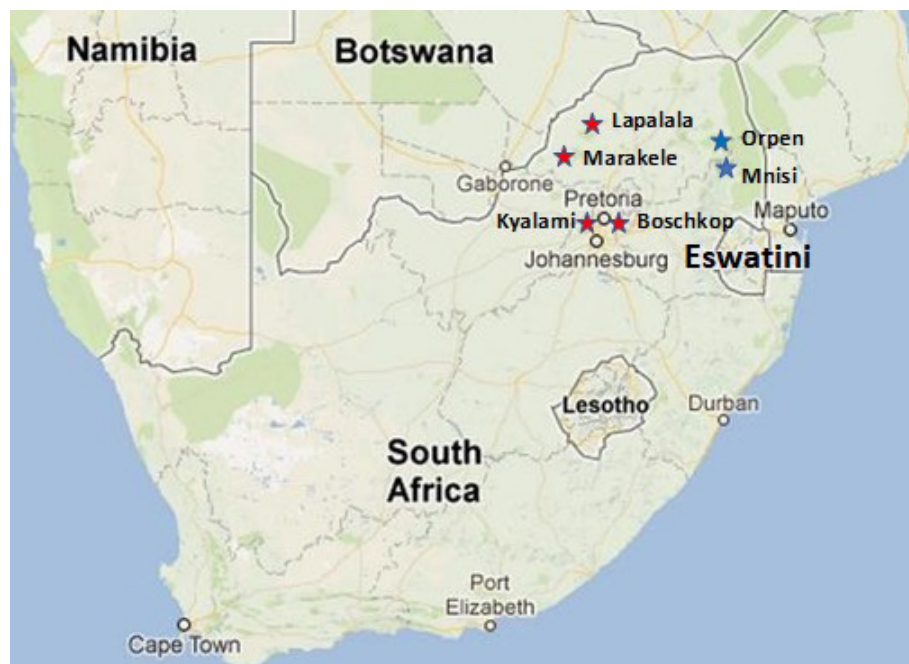 Namibia
Botswana
Lapalala
Orpen
Marakele
Mnisi
Gaborone
Pretoria
Maputo
Kyalami
Boschkop
Johannesburg
Eswatini
Lesotho
Durban
South
Africa
Port
Elizabeth
Cape Town